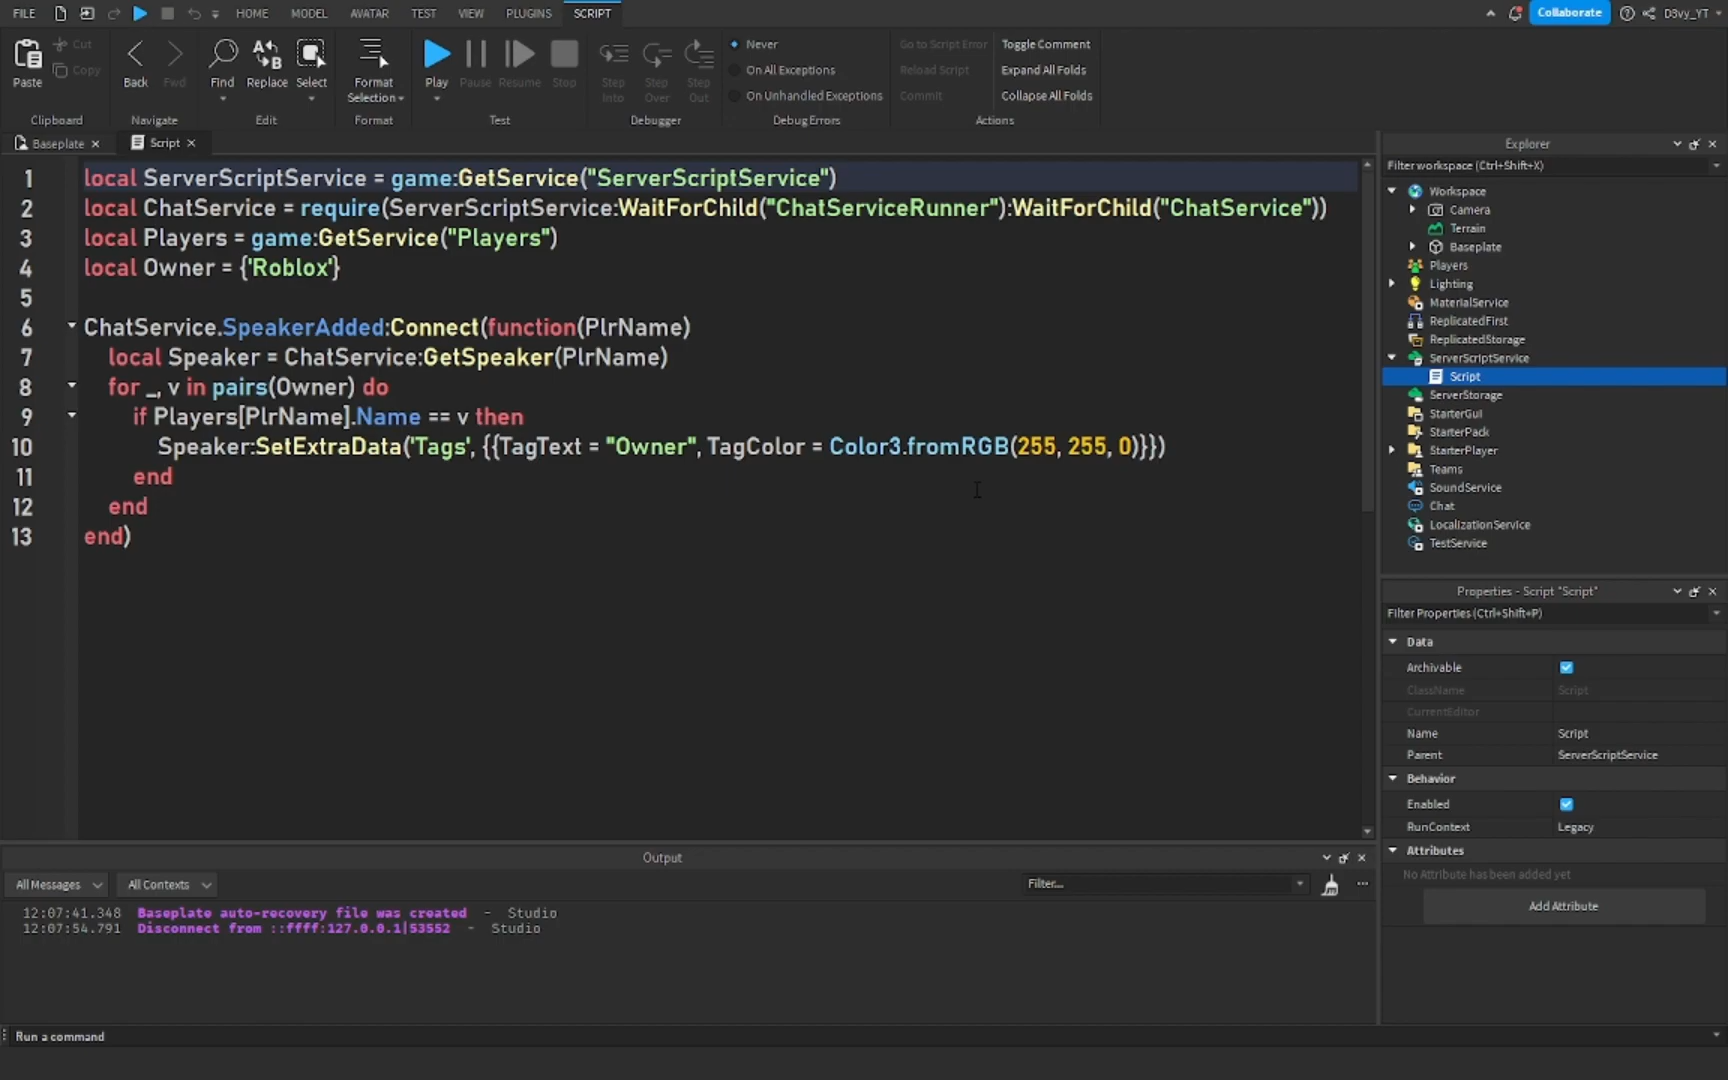 FILE HOME MODEL AVATAR TEST VIEW PLUGINS SCRIPT Collaborate D3vy_YT
Paste Cut Copy Back Fwd Find Replace Select Format Selection Play Pause Resume Stop Step Into Step Over Step Out
Never
On All Exceptions
On Unhandled Exceptions
Go to Script Error
Reload Script
Commit
Toggle Comment
Expand All Folds
Collapse All Folds
Clipboard Navigate Edit Format Test Debugger Debug Errors Actions
Baseplate Script
1 local ServerScriptService = game:GetService("ServerScriptService")
2 local ChatService = require(ServerScriptService:WaitForChild("ChatServiceRunner"):WaitForChild("ChatService"))
3 local Players = game:GetService("Players")
4 local Owner = {'Roblox'}
5
6 ChatService.SpeakerAdded:Connect(function(PlrName)
7 local Speaker = ChatService:GetSpeaker(PlrName)
8 for _, v in pairs(Owner) do
9 if Players[PlrName].Name == v then
10 Speaker:SetExtraData('Tags', {{TagText = "Owner", TagColor = Color3.fromRGB(255, 255, 0)}})
11 end
12 end
13 end)
Explorer
Filter workspace (Ctrl+Shift+X)
Workspace
Camera
Terrain
Baseplate
Players
Lighting
MaterialService
ReplicatedFirst
ReplicatedStorage
ServerScriptService
Script
ServerStorage
StarterGui
StarterPack
StarterPlayer
Teams
SoundService
Chat
LocalizationService
TestService
Properties - Script "Script"
Filter Properties (Ctrl+Shift+P)
Data
Archivable
ClassName Script
CurrentEditor
Name Script
Parent ServerScriptService
Behavior
Enabled
RunContext Legacy
Attributes
No Attribute has been added yet
Add Attribute
Output
All Messages All Contexts Filter...
12:07:41.348 Baseplate auto-recovery file was created - Studio
12:07:54.791 Disconnect from ::ffff:127.0.0.1|53552 - Studio
Run a command